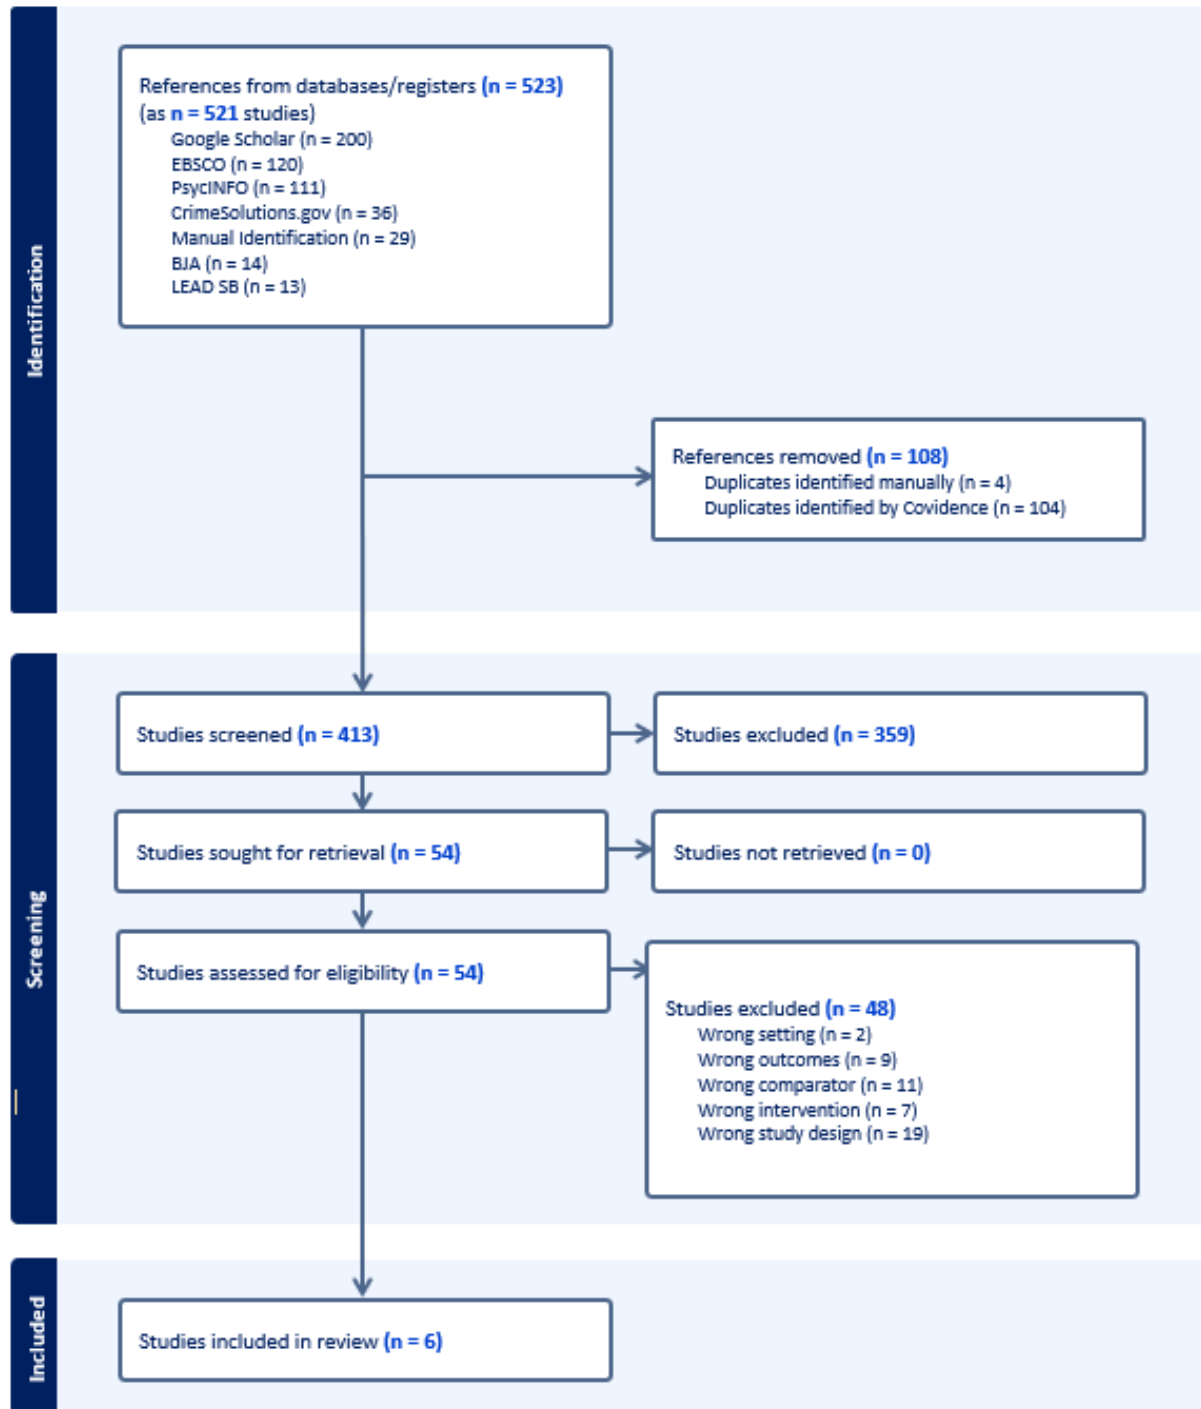 Identification
References from databases/registers (n = 523)
(as n = 521 studies)
Google Scholar (n = 200)
EBSCO (n = 120)
PsycINFO (n = 111)
CrimeSolutions.gov (n = 36)
Manual Identification (n = 29)
BJA (n = 14)
LEAD SB (n = 13)
References removed (n = 108)
Duplicates identified manually (n = 4)
Duplicates identified by Covidence (n = 104)
Screening
Studies screened (n = 413)
Studies excluded (n = 359)
Studies sought for retrieval (n = 54)
Studies not retrieved (n = 0)
Studies assessed for eligibility (n = 54)
Studies excluded (n = 48)
Wrong setting (n = 2)
Wrong outcomes (n = 9)
Wrong comparator (n = 11)
Wrong intervention (n = 7)
Wrong study design (n = 19)
Included
Studies included in review (n = 6)